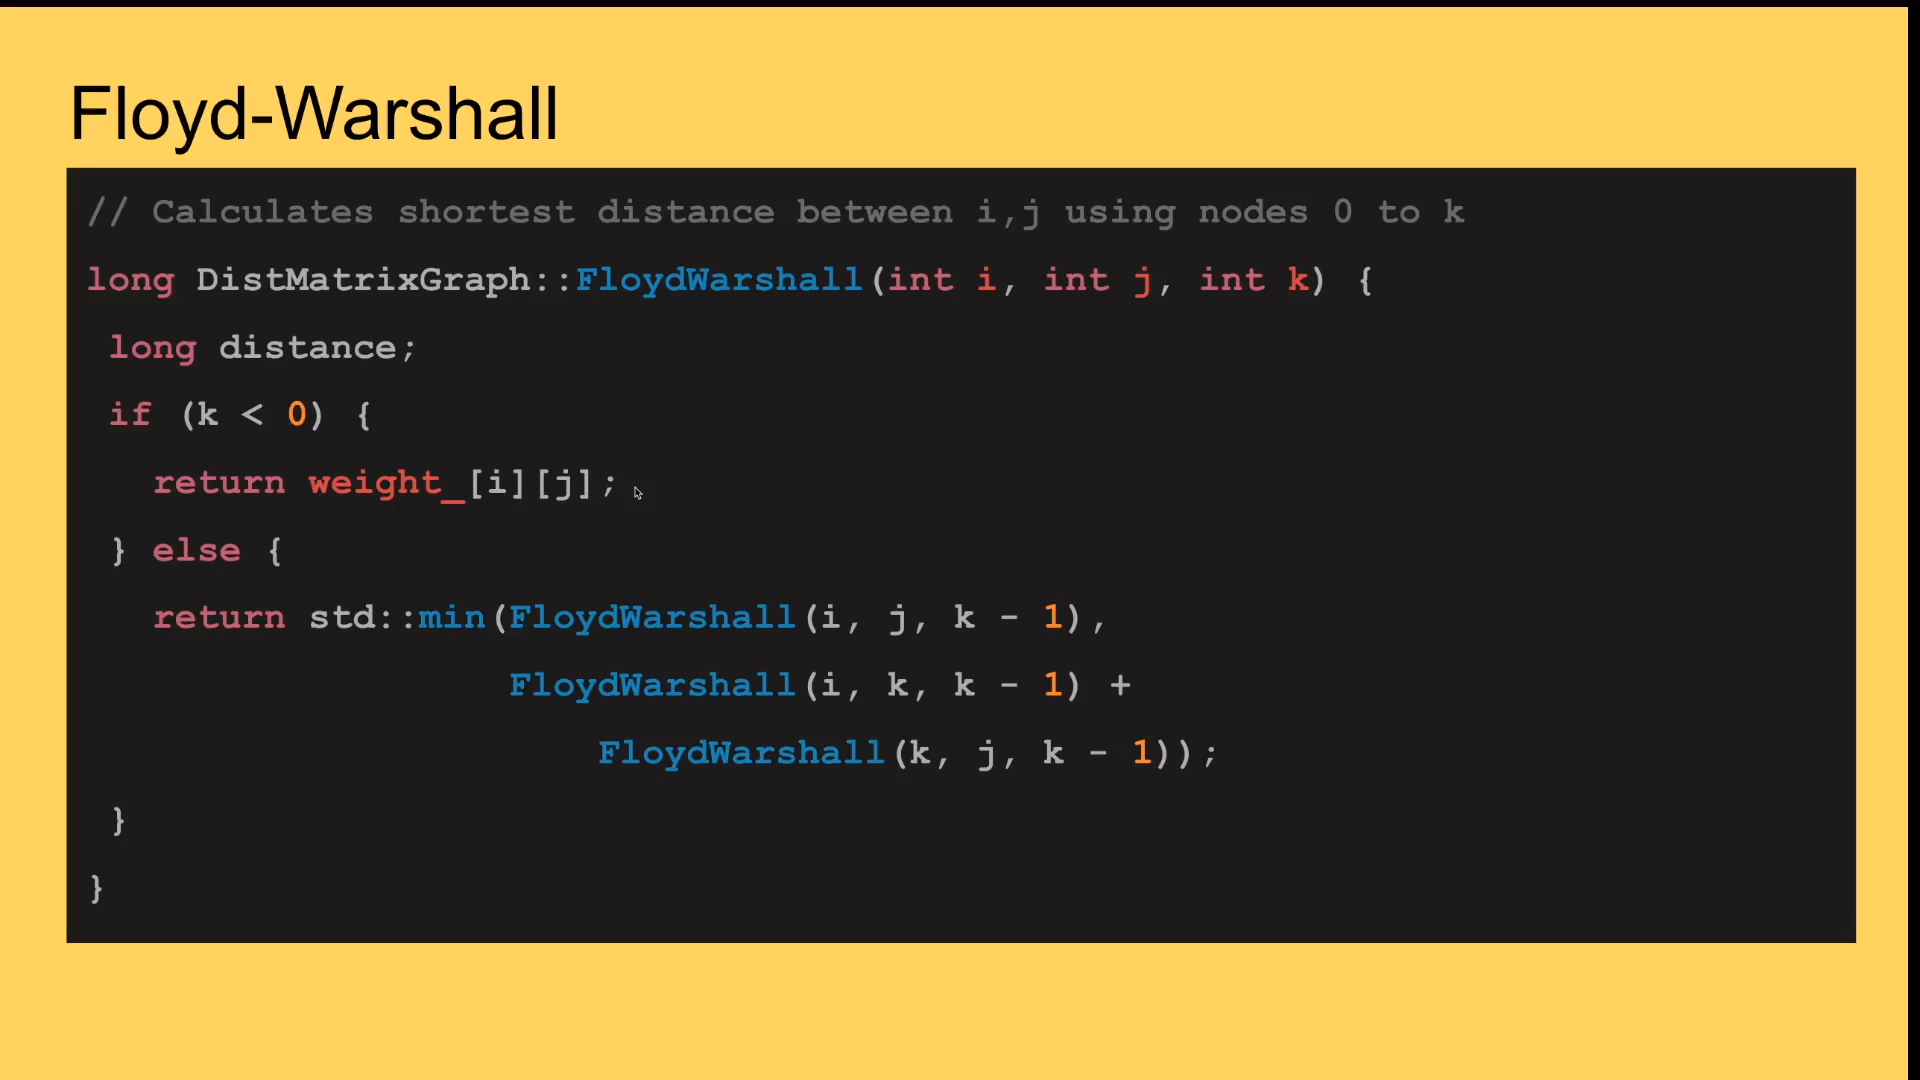 Floyd-Warshall
// Calculates shortest distance between i,j using nodes 0 to k
long DistMatrixGraph::FloydWarshall(int i, int j, int k) {
 long distance;
 if (k < 0) {
   return weight_[i][j];
 } else {
   return std::min(FloydWarshall(i, j, k - 1),
                   FloydWarshall(i, k, k - 1) +
                       FloydWarshall(k, j, k - 1));
 }
}